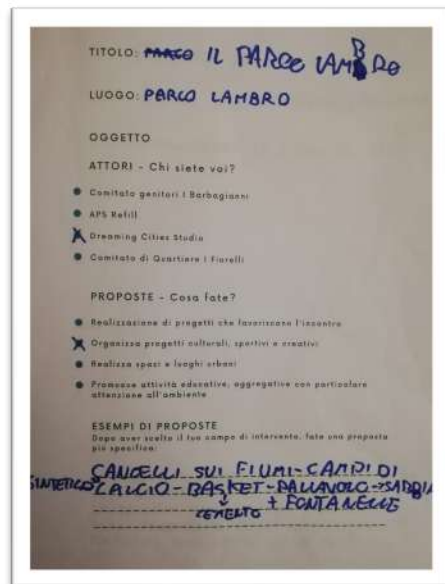 TITOLO: PARCO IL PARCO LAMBRO
LUOGO: PARCO LAMBRO
OGGETTO
ATTORI - Chi siete voi?
Comitato genitori I Barbagianni
APS Refill
X Dreaming Cities Studio
Comitato di Quartiere I Fiorelli
PROPOSTE - Cosa fate?
Realizzazione di progetti che favoriscono l'incontro
X Organizza progetti culturali, sportivi e creativi
Realizza spazi e luoghi urbani
Promuove attività educative, aggregative con particolare
attenzione all'ambiente
ESEMPI DI PROPOSTE
Dopo aver scelto il tuo campo di intervento, fate una proposta
più specifica:
CANCELLI SUI FIUMI - CAMPI DI
SINTETICO CALCIO - BASKET - PALLAVOLO → SABBIA
CEMENTO + FONTANELLE